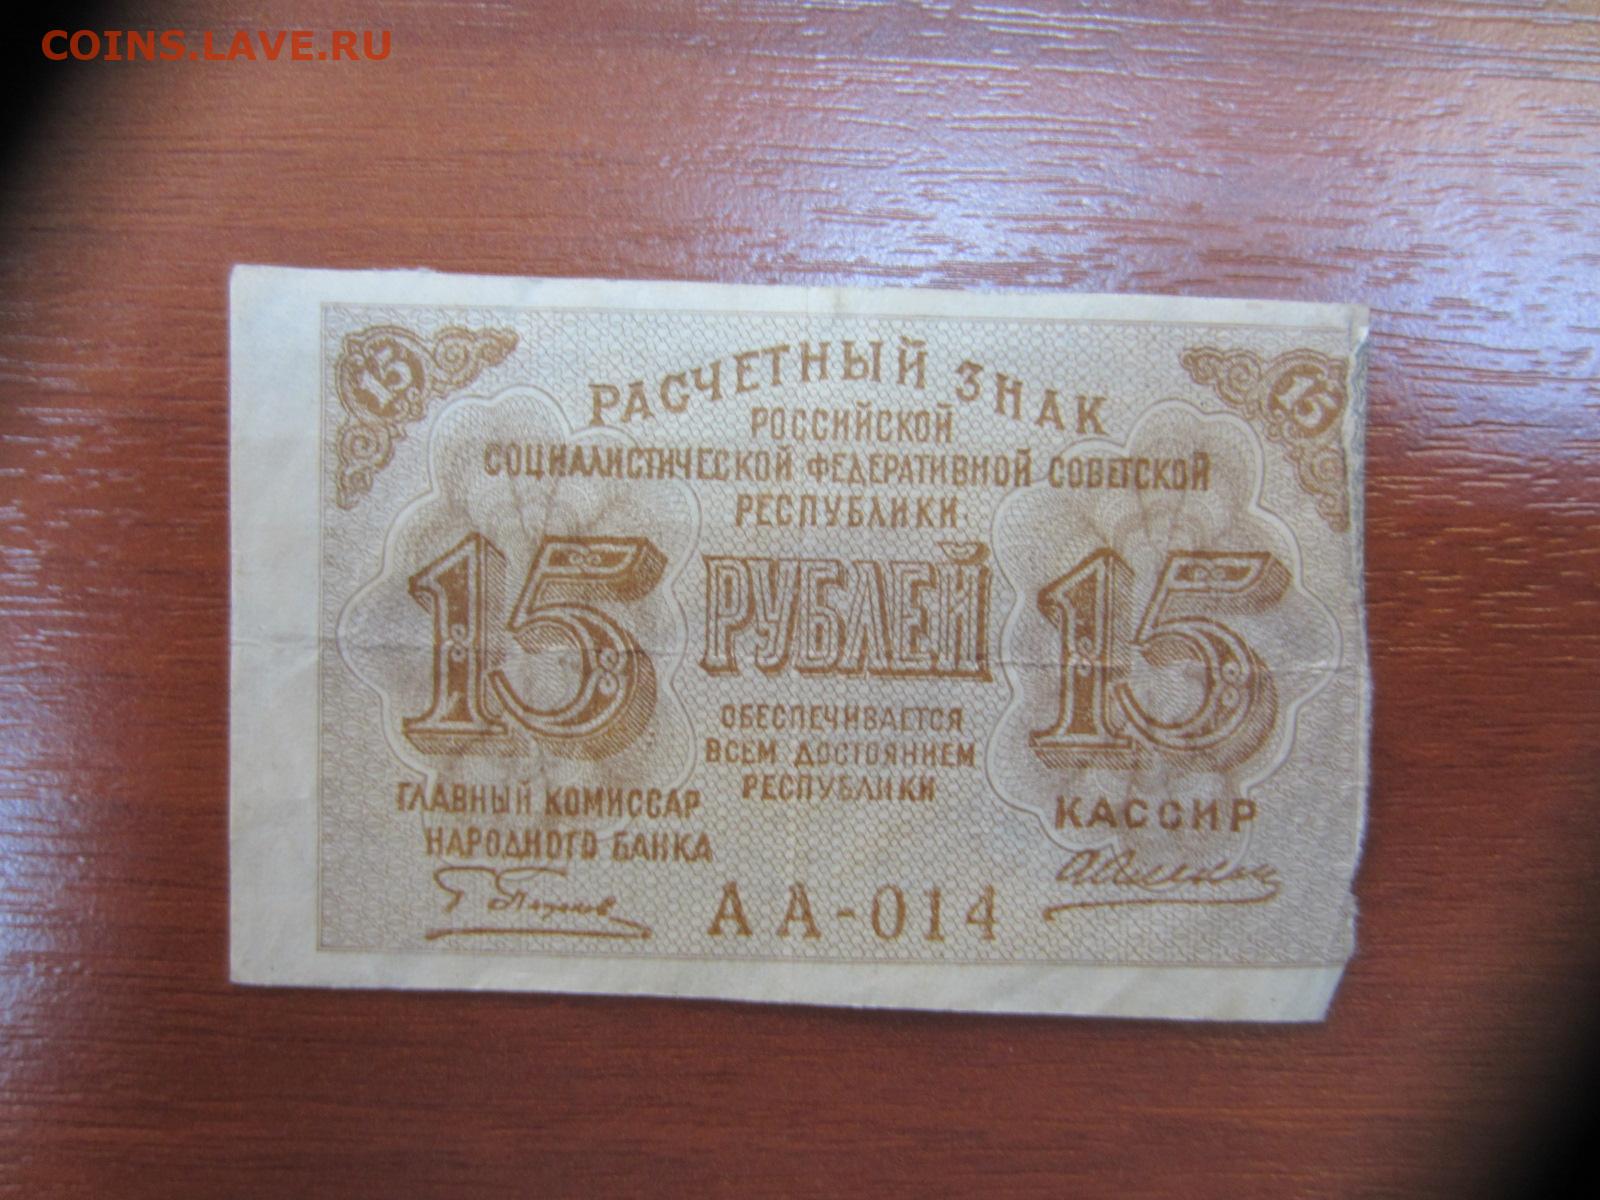 COINS.LAVE.RU
15 15
РАСЧЕТНЫЙ ЗНАК
РОССИЙСКОЙ
СОЦИАЛИСТИЧЕСКОЙ ФЕДЕРАТИВНОЙ СОВЕТСКОЙ
РЕСПУБЛИКИ.
15 РУБЛЕЙ 15
ОБЕСПЕЧИВАЕТСЯ
ВСЕМ ДОСТОЯНИЕМ
РЕСПУБЛИКИ
ГЛАВНЫЙ КОМИССАР
НАРОДНОГО БАНКА
КАССИР
АА-014